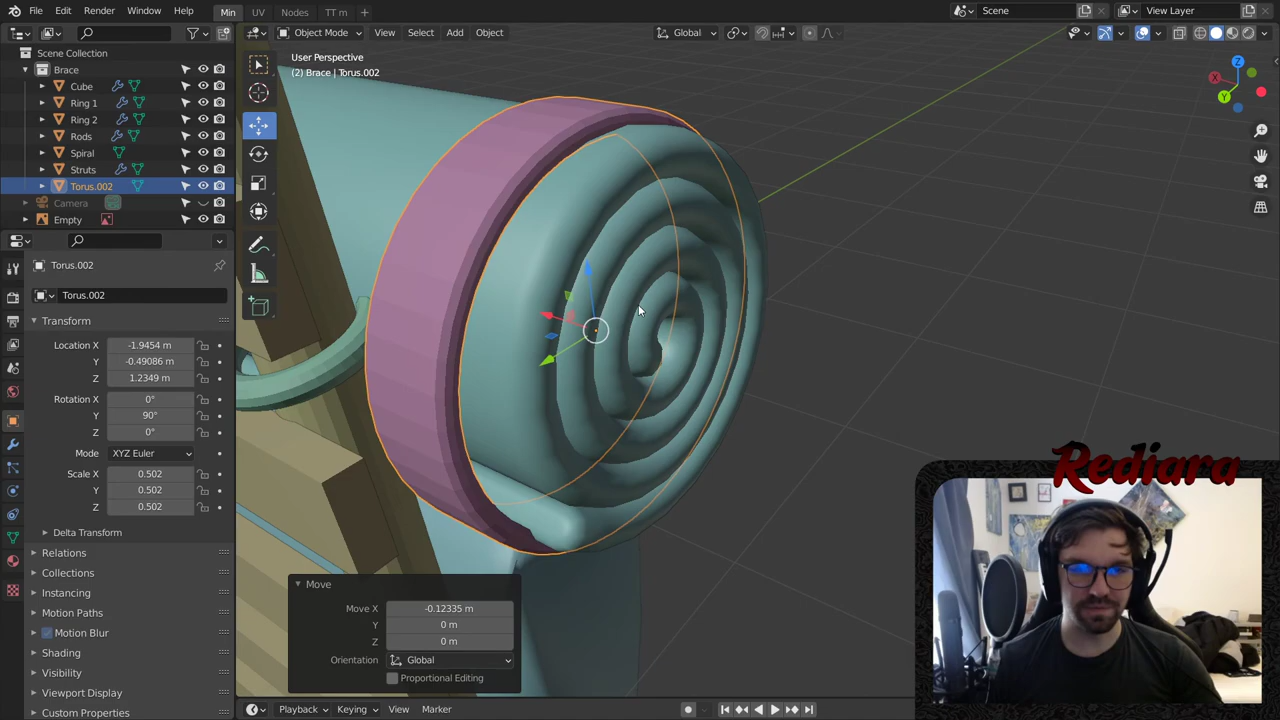 File Edit Render Window Help Min UV Nodes TT m + Scene View Layer
Object Mode View Select Add Object Global
Scene Collection
Brace
Cube
Ring 1
Ring 2
Rods
Spiral
Struts
Torus.002
Camera
Empty
User Perspective
(2) Brace | Torus.002
X
Y
Z
Torus.002
Torus.002
Transform
Location X -1.9454 m
Y -0.49086 m
Z 1.2349 m
Rotation X 0°
Y 90°
Z 0°
Mode XYZ Euler
Scale X 0.502
Y 0.502
Z 0.502
Delta Transform
Relations
Collections
Instancing
Motion Paths
Motion Blur
Shading
Visibility
Viewport Display
Custom Properties
Move
Move X -0.12335 m
Y 0 m
Z 0 m
Orientation Global
Proportional Editing
Playback Keying View Marker
Rediara